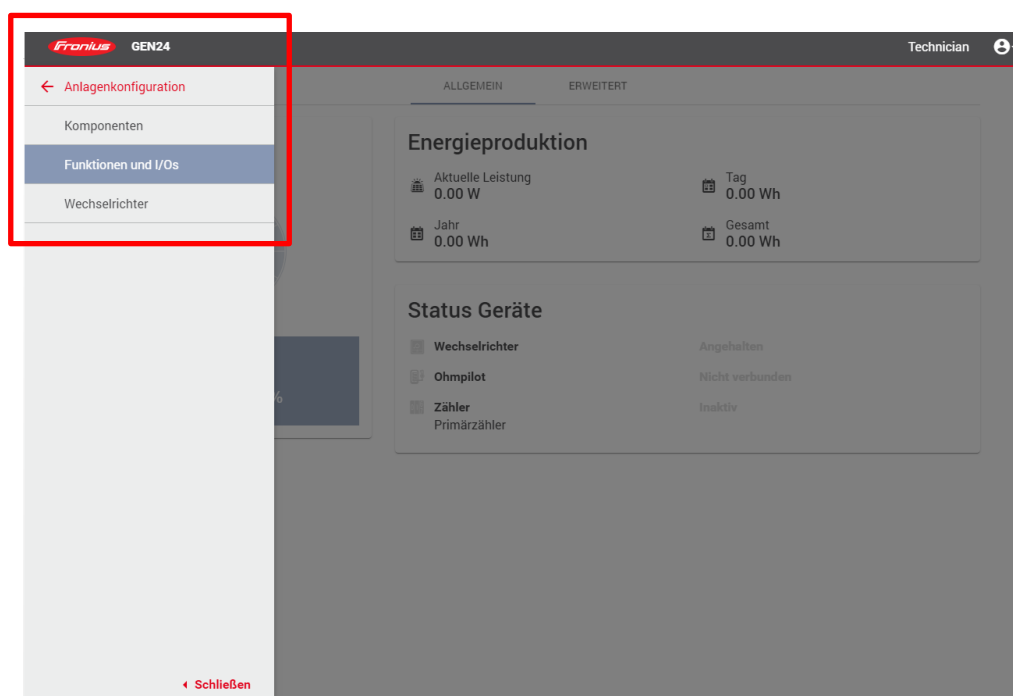 Fronius GEN24
Technician
Anlagenkonfiguration
Komponenten
Funktionen und I/Os
Wechselrichter
Schließen
ALLGEMEIN ERWEITERT
Energieproduktion
Aktuelle Leistung
0.00 W
Tag
0.00 Wh
Jahr
0.00 Wh
Gesamt
0.00 Wh
Status Geräte
Wechselrichter Angehalten
Ohmpilot Nicht verbunden
Zähler Inaktiv
Primärzähler
%